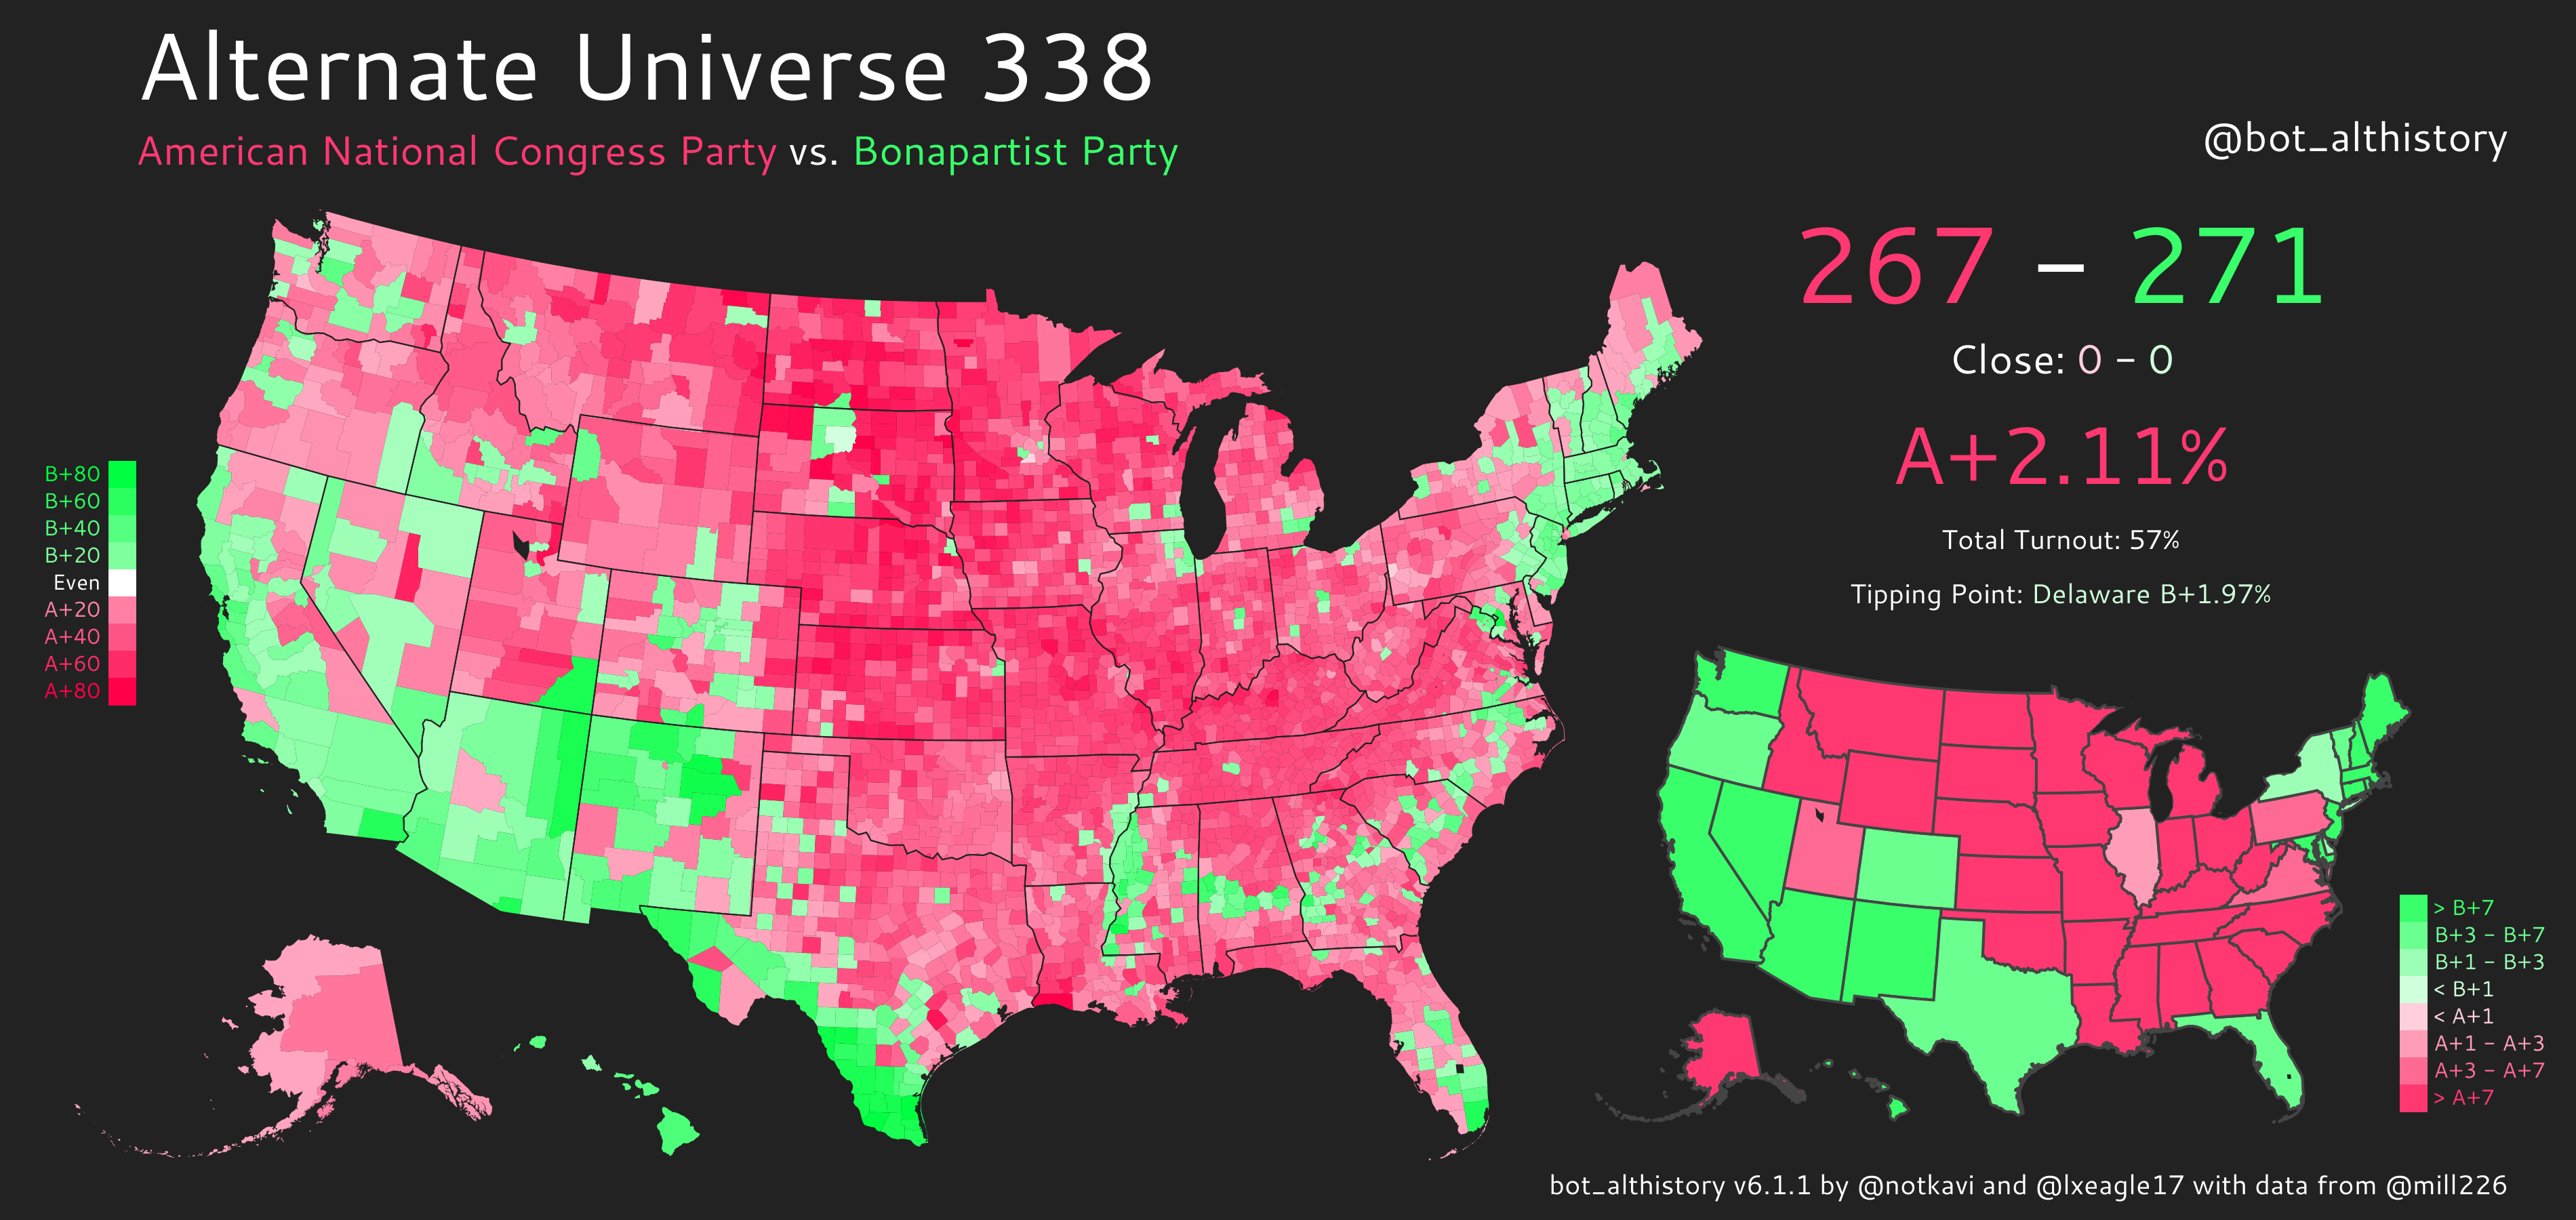 Alternate Universe 338
American National Congress Party vs. Bonapartist Party
@bot_althistory
267 – 271
Close: 0 – 0
A+2.11%
Total Turnout: 57%
Tipping Point: Delaware B+1.97%
B+80
B+60
B+40
B+20
Even
A+20
A+40
A+60
A+80
> B+7
B+3 – B+7
B+1 – B+3
< B+1
< A+1
A+1 – A+3
A+3 – A+7
> A+7
bot_althistory v6.1.1 by @notkavi and @lxeagle17 with data from @mill226